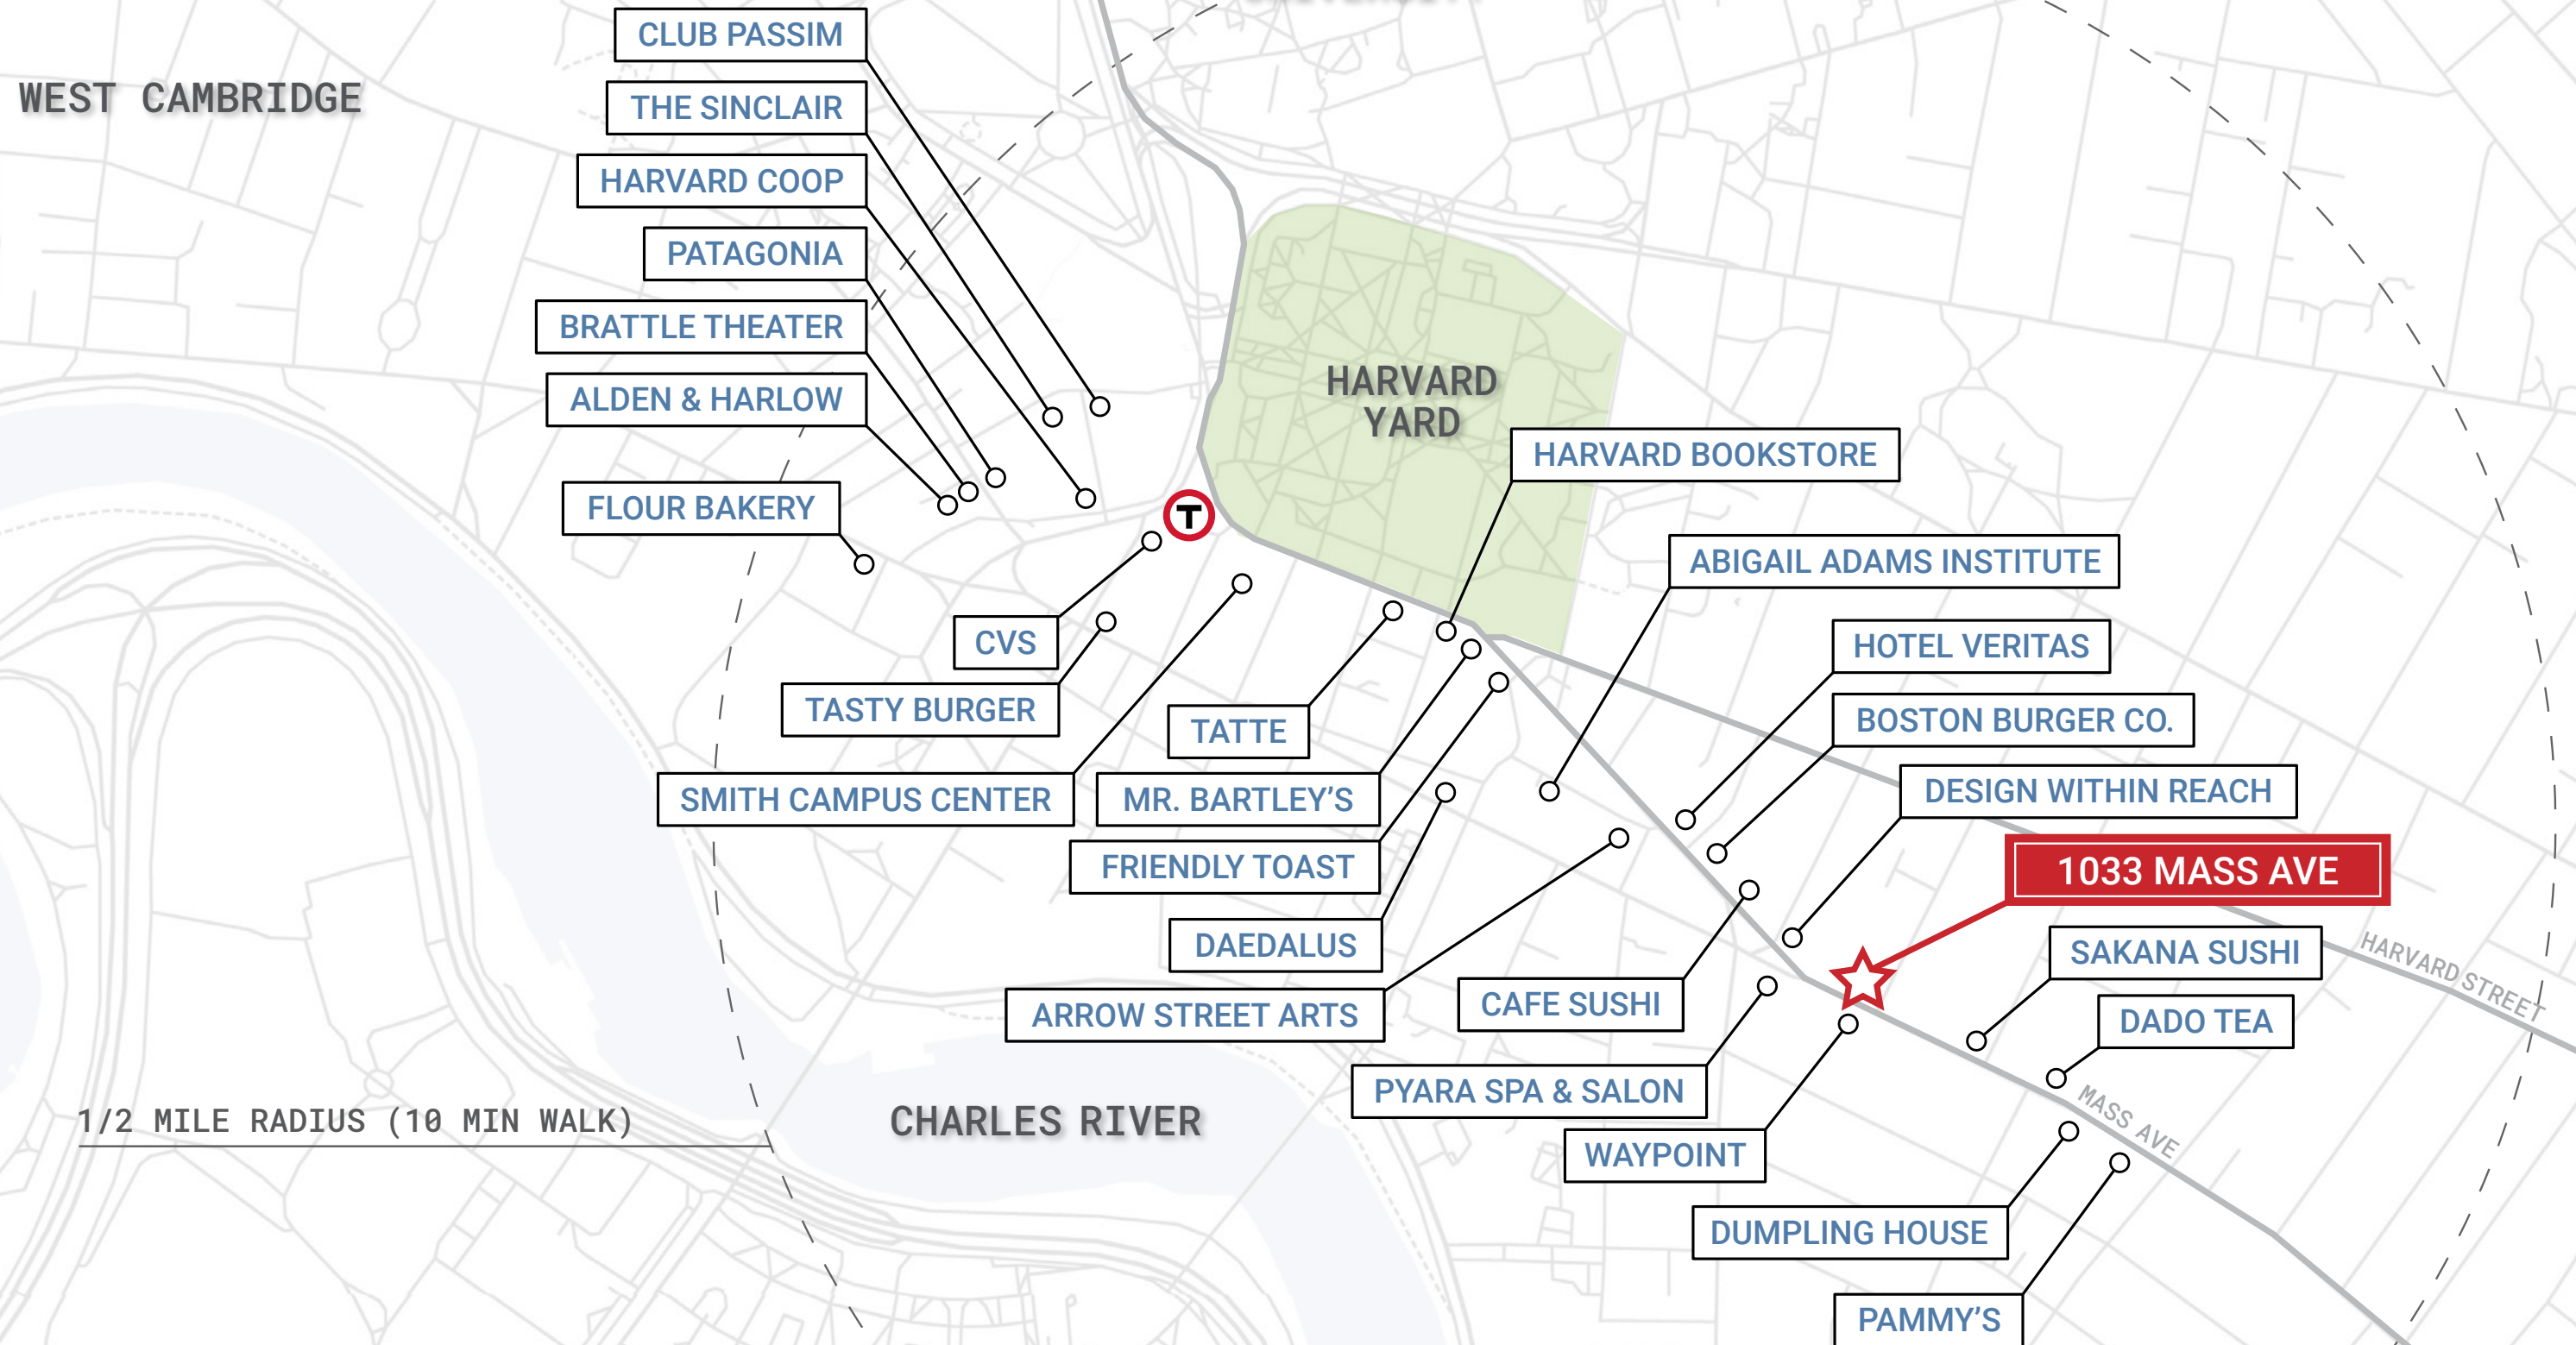 CLUB PASSIM
WEST CAMBRIDGE
THE SINCLAIR
HARVARD COOP
PATAGONIA
BRATTLE THEATER
ALDEN & HARLOW
HARVARD
YARD
HARVARD BOOKSTORE
FLOUR BAKERY
T
ABIGAIL ADAMS INSTITUTE
CVS
HOTEL VERITAS
TASTY BURGER
TATTE
BOSTON BURGER CO.
SMITH CAMPUS CENTER
MR. BARTLEY'S
DESIGN WITHIN REACH
FRIENDLY TOAST
1033 MASS AVE
DAEDALUS
SAKANA SUSHI
HARVARD STREET
ARROW STREET ARTS
CAFE SUSHI
DADO TEA
PYARA SPA & SALON
MASS AVE
1/2 MILE RADIUS (10 MIN WALK)
CHARLES RIVER
WAYPOINT
DUMPLING HOUSE
PAMMY'S